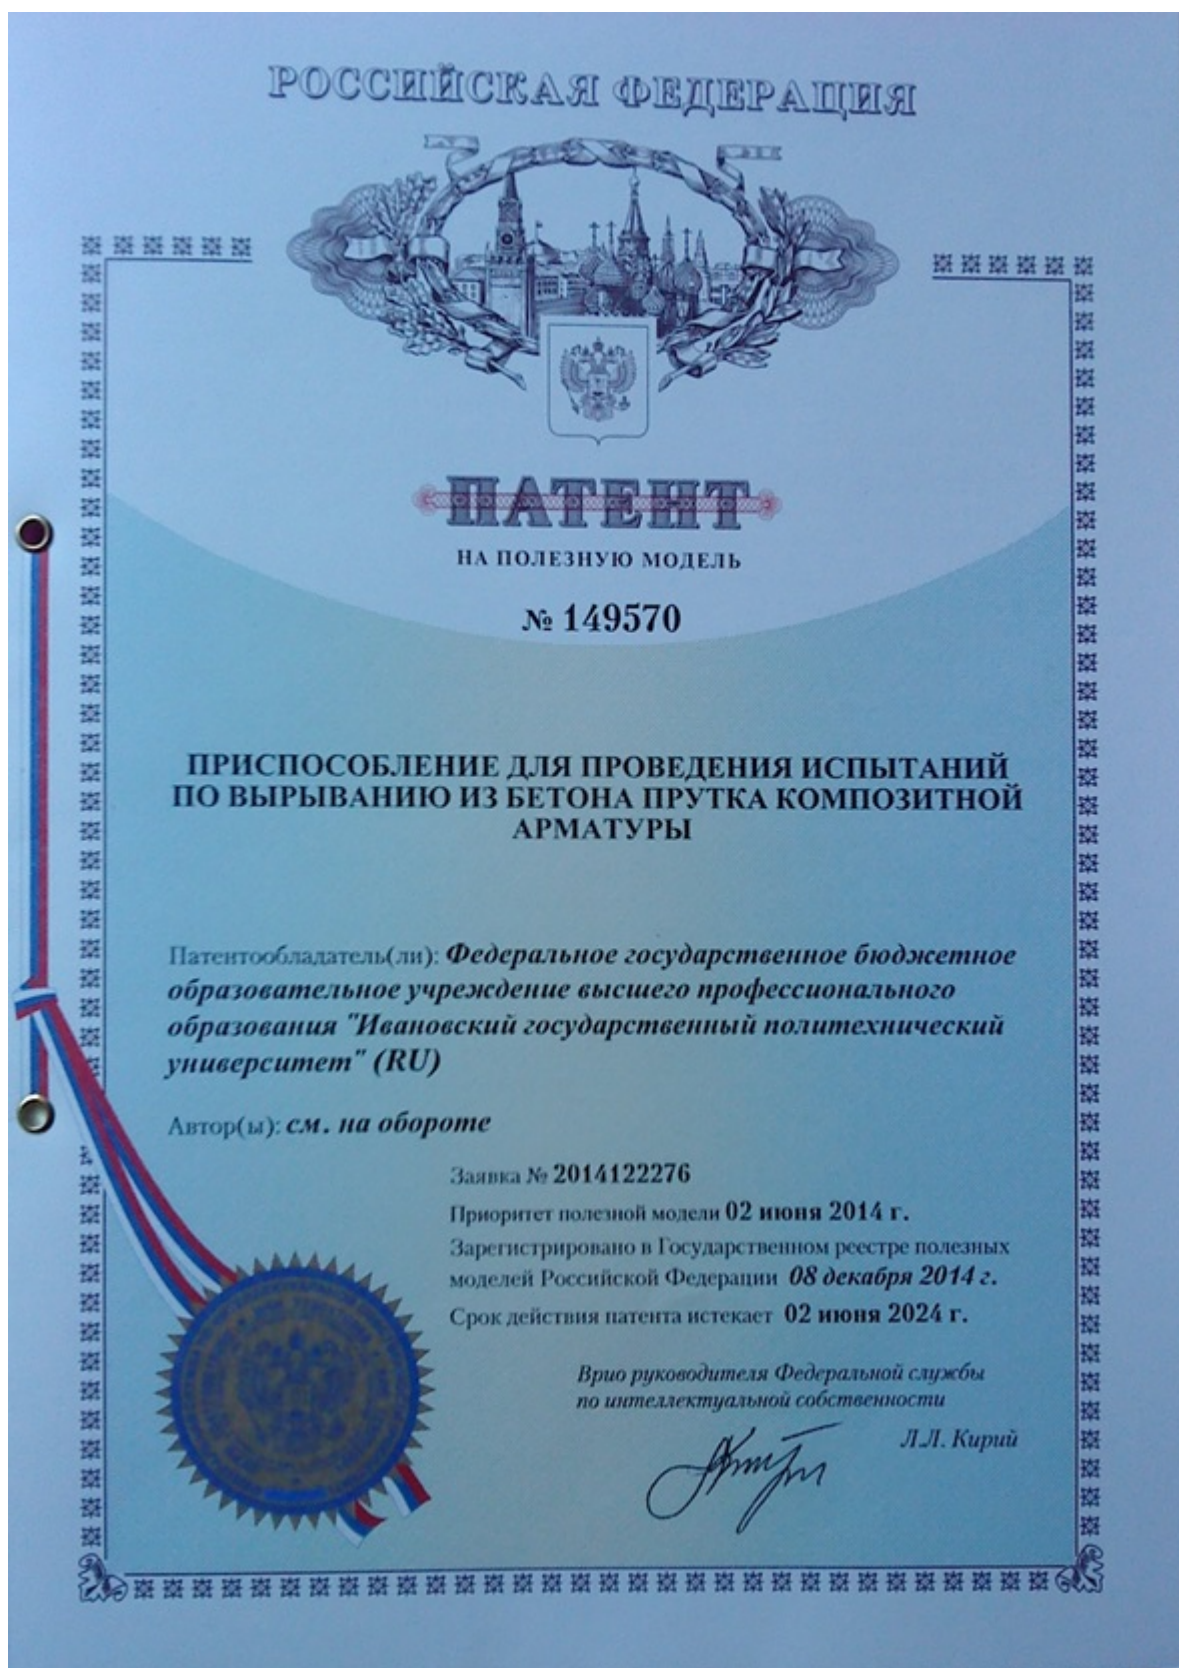 РОССИЙСКАЯ ФЕДЕРАЦИЯ
ПАТЕНТ
НА ПОЛЕЗНУЮ МОДЕЛЬ
№ 149570
ПРИСПОСОБЛЕНИЕ ДЛЯ ПРОВЕДЕНИЯ ИСПЫТАНИЙ
ПО ВЫРЫВАНИЮ ИЗ БЕТОНА ПРУТКА КОМПОЗИТНОЙ
АРМАТУРЫ
Патентообладатель(ли): Федеральное государственное бюджетное
образовательное учреждение высшего профессионального
образования "Ивановский государственный политехнический
университет" (RU)
Автор(ы): см. на обороте
Заявка № 2014122276
Приоритет полезной модели 02 июня 2014 г.
Зарегистрировано в Государственном реестре полезных
моделей Российской Федерации 08 декабря 2014 г.
Срок действия патента истекает 02 июня 2024 г.
Врио руководителя Федеральной службы
по интеллектуальной собственности
Л.Л. Кирий